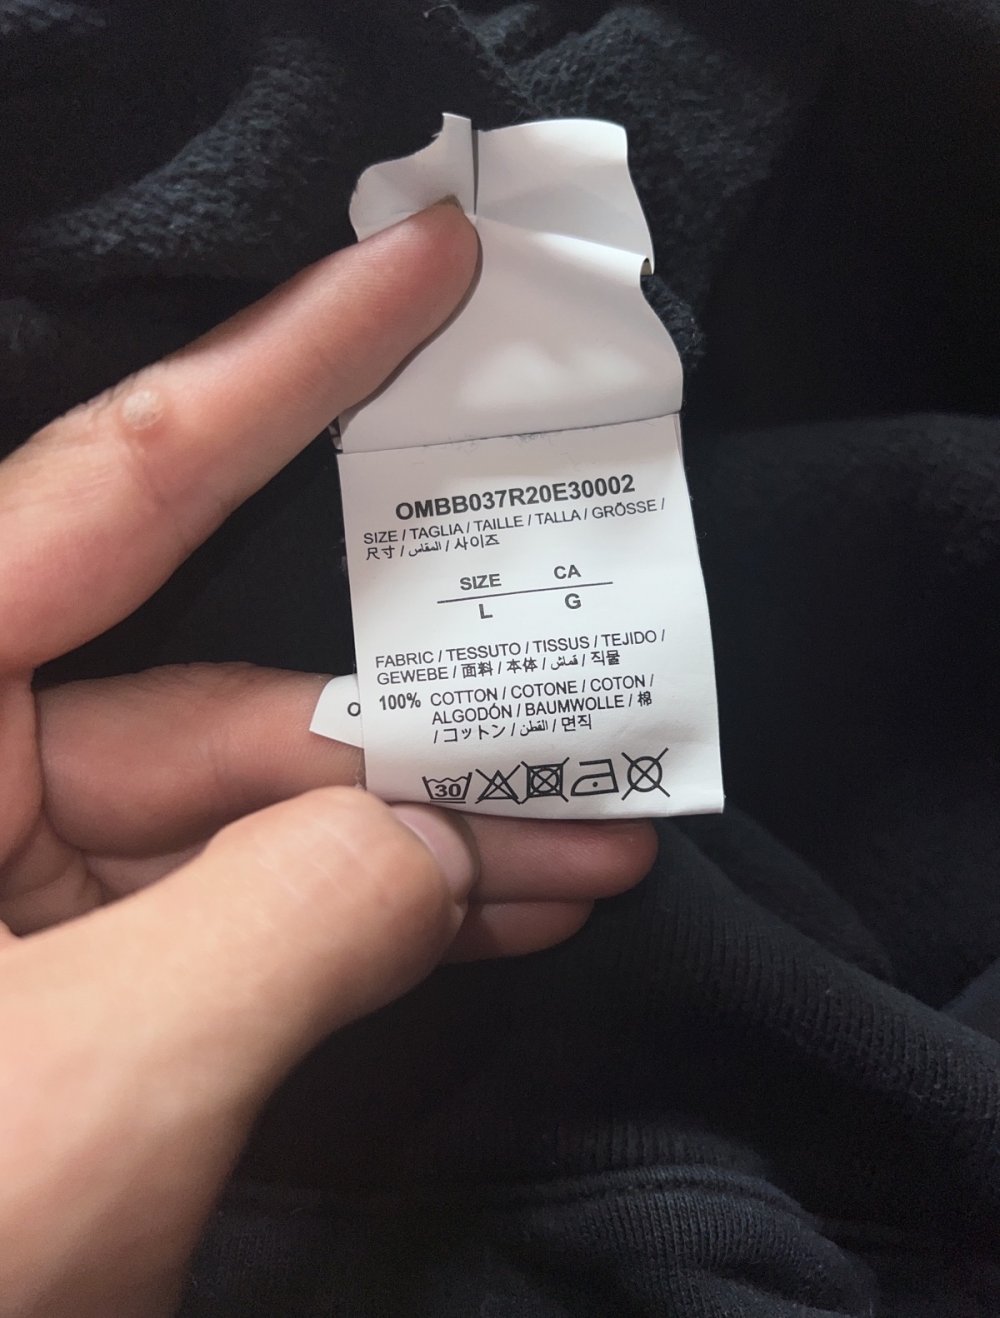 OMBB037R20E30002
SIZE / TAGLIA / TAILLE / TALLA / GRÖSSE /
尺寸 / المقاس / 사이즈
SIZE CA
L G
FABRIC / TESSUTO / TISSUS / TEJIDO /
GEWEBE / 面料 / 本体 / قماش / 직물
100% COTTON / COTONE / COTON /
ALGODÓN / BAUMWOLLE / 棉
/ コットン / القطن / 면직
30
O